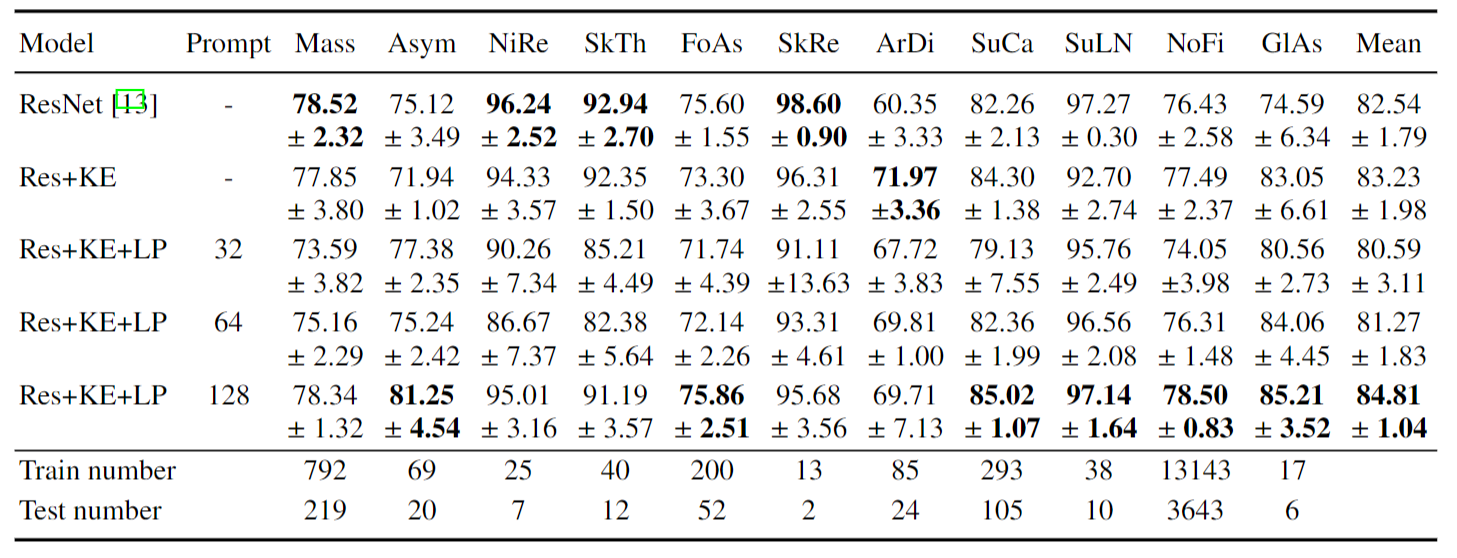 Model Prompt Mass Asym NiRe SkTh FoAs SkRe ArDi SuCa SuLN NoFi GlAs Mean
ResNet [13] - 78.52 75.12 96.24 92.94 75.60 98.60 60.35 82.26 97.27 76.43 74.59 82.54
± 2.32 ± 3.49 ± 2.52 ± 2.70 ± 1.55 ± 0.90 ± 3.33 ± 2.13 ± 0.30 ± 2.58 ± 6.34 ± 1.79
Res+KE - 77.85 71.94 94.33 92.35 73.30 96.31 71.97 84.30 92.70 77.49 83.05 83.23
± 3.80 ± 1.02 ± 3.57 ± 1.50 ± 3.67 ± 2.55 ±3.36 ± 1.38 ± 2.74 ± 2.37 ± 6.61 ± 1.98
Res+KE+LP 32 73.59 77.38 90.26 85.21 71.74 91.11 67.72 79.13 95.76 74.05 80.56 80.59
± 3.82 ± 2.35 ± 7.34 ± 4.49 ± 4.39 ±13.63 ± 3.83 ± 7.55 ± 2.49 ±3.98 ± 2.73 ± 3.11
Res+KE+LP 64 75.16 75.24 86.67 82.38 72.14 93.31 69.81 82.36 96.56 76.31 84.06 81.27
± 2.29 ± 2.42 ± 7.37 ± 5.64 ± 2.26 ± 4.61 ± 1.00 ± 1.99 ± 2.08 ± 1.48 ± 4.45 ± 1.83
Res+KE+LP 128 78.34 81.25 95.01 91.19 75.86 95.68 69.71 85.02 97.14 78.50 85.21 84.81
± 1.32 ± 4.54 ± 3.16 ± 3.57 ± 2.51 ± 3.56 ± 7.13 ± 1.07 ± 1.64 ± 0.83 ± 3.52 ± 1.04
Train number 792 69 25 40 200 13 85 293 38 13143 17
Test number 219 20 7 12 52 2 24 105 10 3643 6